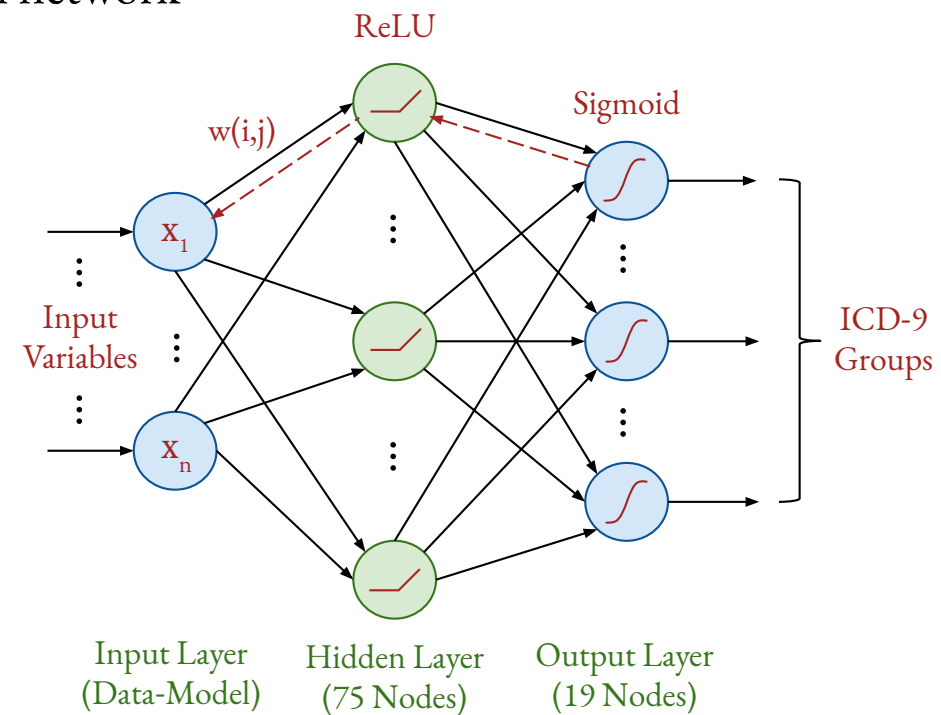 network
ReLU
Sigmoid
w(i,j)
x1
Input
Variables
xn
ICD-9
Groups
Input Layer
(Data-Model)
Hidden Layer
(75 Nodes)
Output Layer
(19 Nodes)